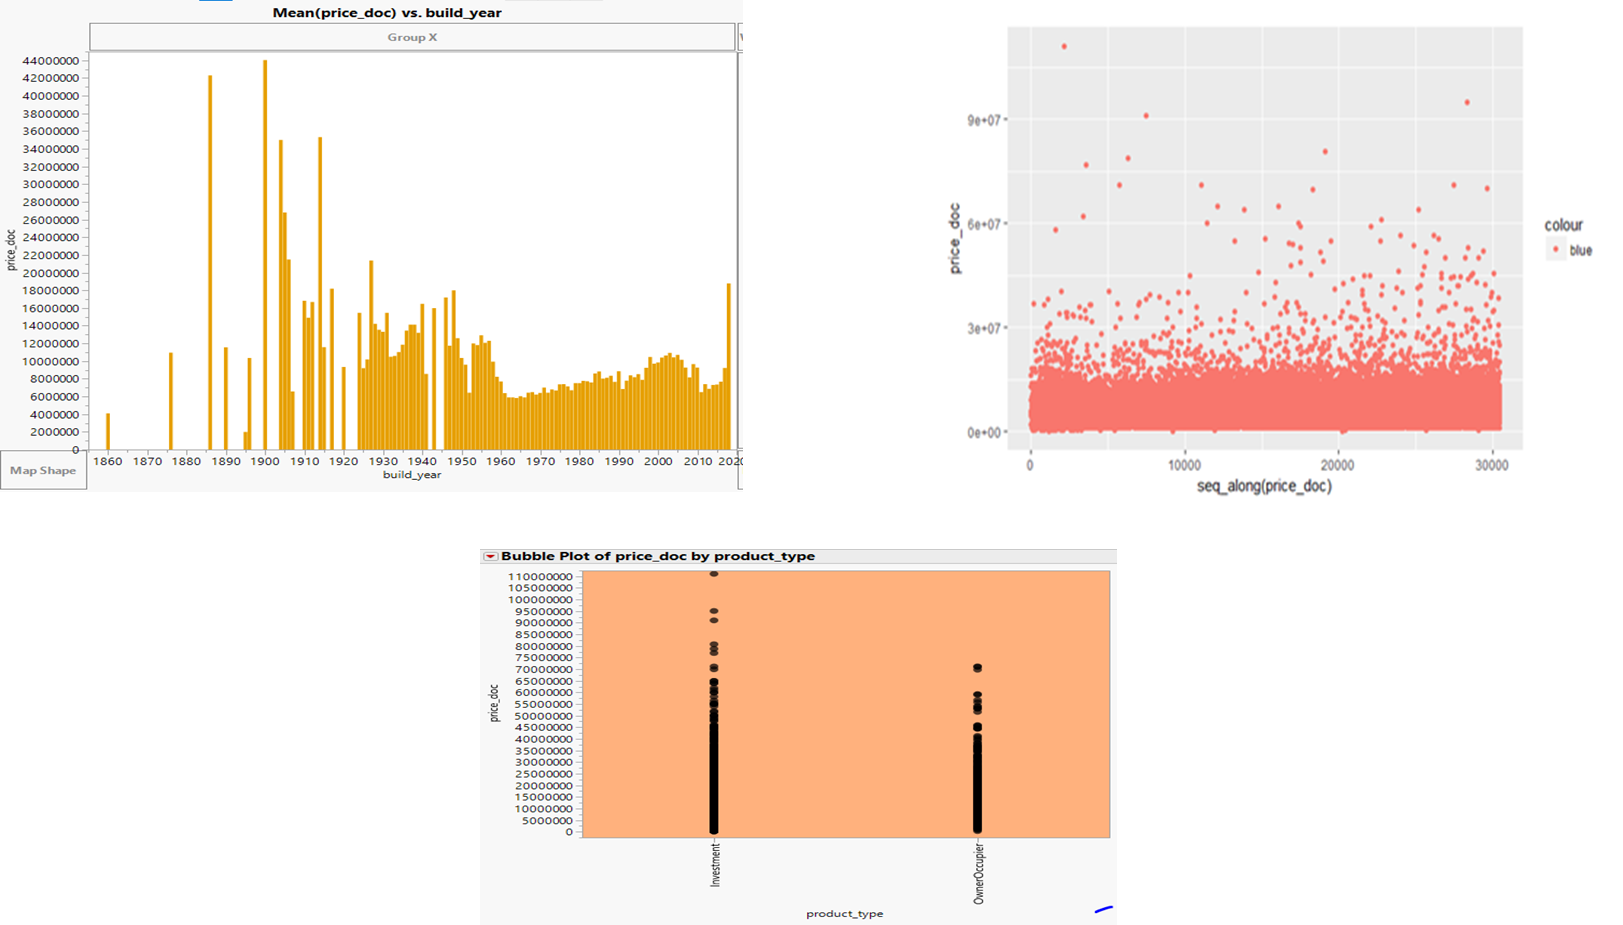 Mean(price_doc) vs. build_year
Group X
price_doc
44000000
42000000
40000000
38000000
36000000
34000000
32000000
30000000
28000000
26000000
24000000
22000000
20000000
18000000
16000000
14000000
12000000
10000000
8000000
6000000
4000000
2000000
0
1860 1870 1880 1890 1900 1910 1920 1930 1940 1950 1960 1970 1980 1990 2000 2010 2020
build_year
Map Shape
price_doc
9e+07
6e+07
3e+07
0e+00
0 10000 20000 30000
seq_along(price_doc)
colour
blue
Bubble Plot of price_doc by product_type
price_doc
110000000
105000000
100000000
95000000
90000000
85000000
80000000
75000000
70000000
65000000
60000000
55000000
50000000
45000000
40000000
35000000
30000000
25000000
20000000
15000000
10000000
5000000
0
Investment
OwnerOccupier
product_type